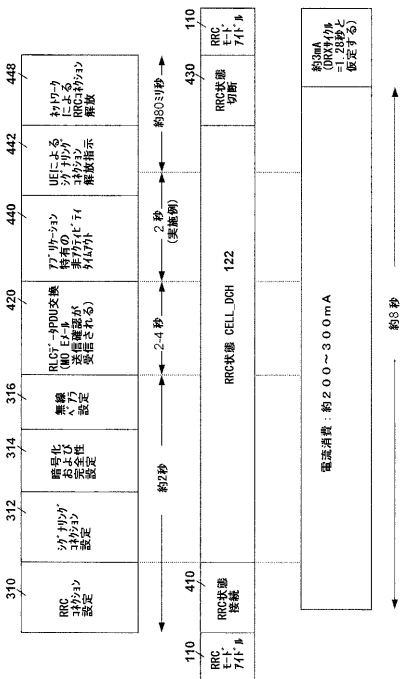 310
RRC
コネクション
設定
312
シグナリング
コネクション
設定
314
暗号化
および
完全性
設定
316
無線
ベアラ
設定
420
RLCデータPDU交換
(MO Eメール
送信確認が
受信される)
440
アプリケーション
特有の
非アクティビティ
タイムアウト
442
UEによる
シグナリング
コネクション
解放指示
448
ネットワーク
による
RRCコネクション
解放
約2秒
2-4秒
2秒
(実施例)
約80ミリ秒
110
RRC
モード
アイドル
410
RRC状態
接続
RRC状態 CELL_DCH 122
430
RRC状態
切断
110
RRC
モード
アイドル
電流消費:約200~300mA
約3mA
(DRXサイクル
=1.28秒と
仮定する)
約8秒